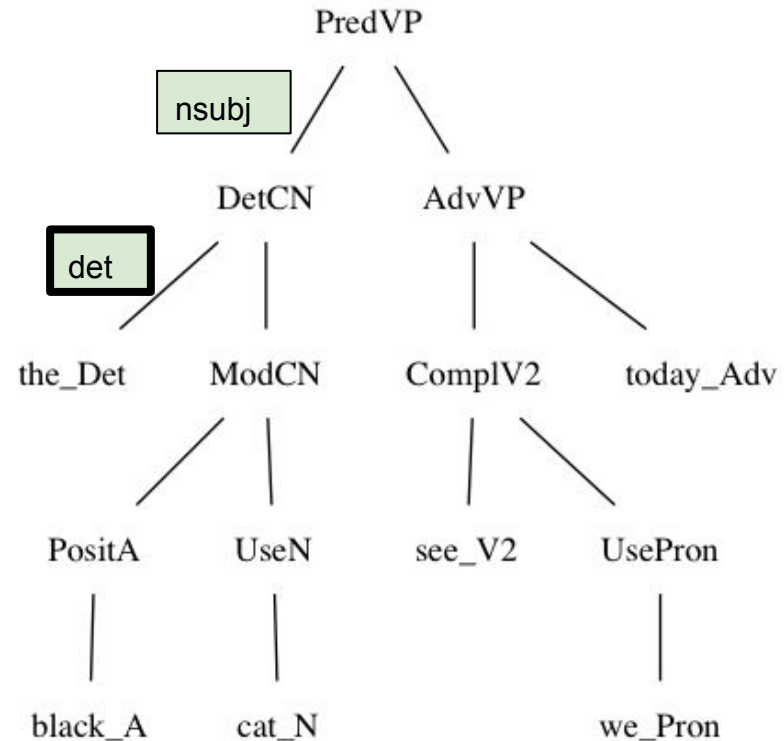 PredVP
nsubj
DetCN AdvVP
det
the_Det ModCN ComplV2 today_Adv
PositA UseN see_V2 UsePron
black_A cat_N we_Pron